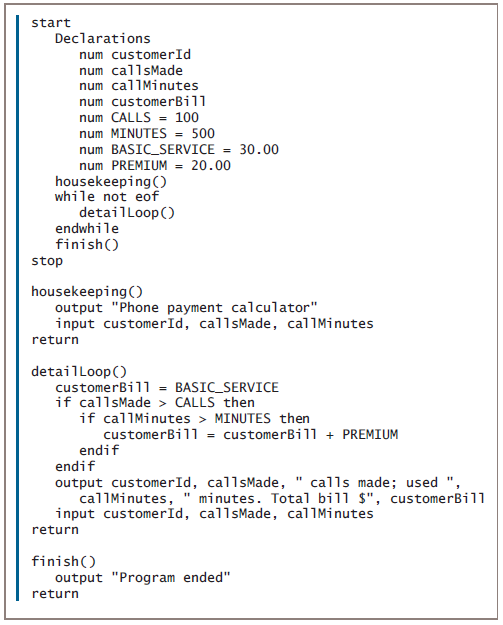 start
Declarations
num customerId
num callsMade
num callMinutes
num customerBill
num CALLS = 100
num MINUTES = 500
num BASIC_SERVICE = 30.00
num PREMIUM = 20.00
housekeeping()
while not eof
detailLoop()
endwhile
finish()
stop
housekeeping()
output "Phone payment calculator"
input customerId, callsMade, callMinutes
return
detailLoop()
customerBill = BASIC_SERVICE
if callsMade > CALLS then
if callMinutes > MINUTES then
customerBill = customerBill + PREMIUM
endif
endif
output customerId, callsMade, " calls made; used ",
callMinutes, " minutes. Total bill $", customerBill
input customerId, callsMade, callMinutes
return
finish()
output "Program ended"
return